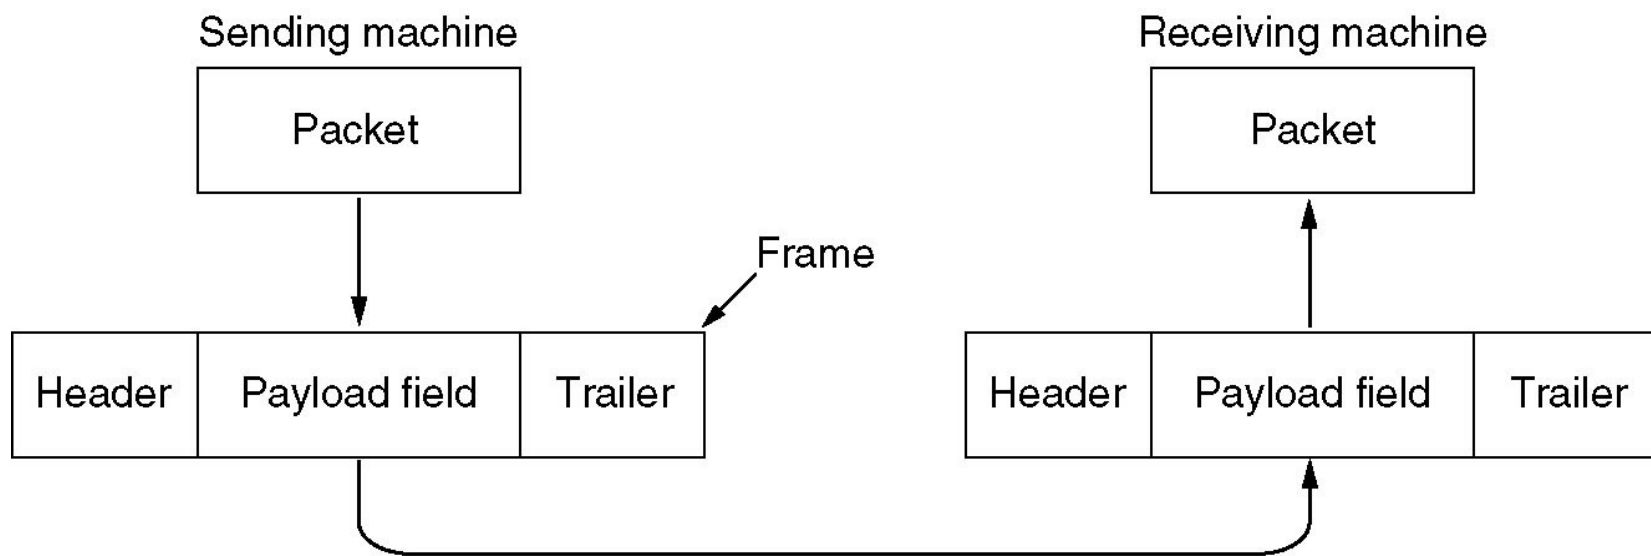 Sending machine
Receiving machine
Packet
Packet
Frame
Header
Payload field
Trailer
Header
Payload field
Trailer